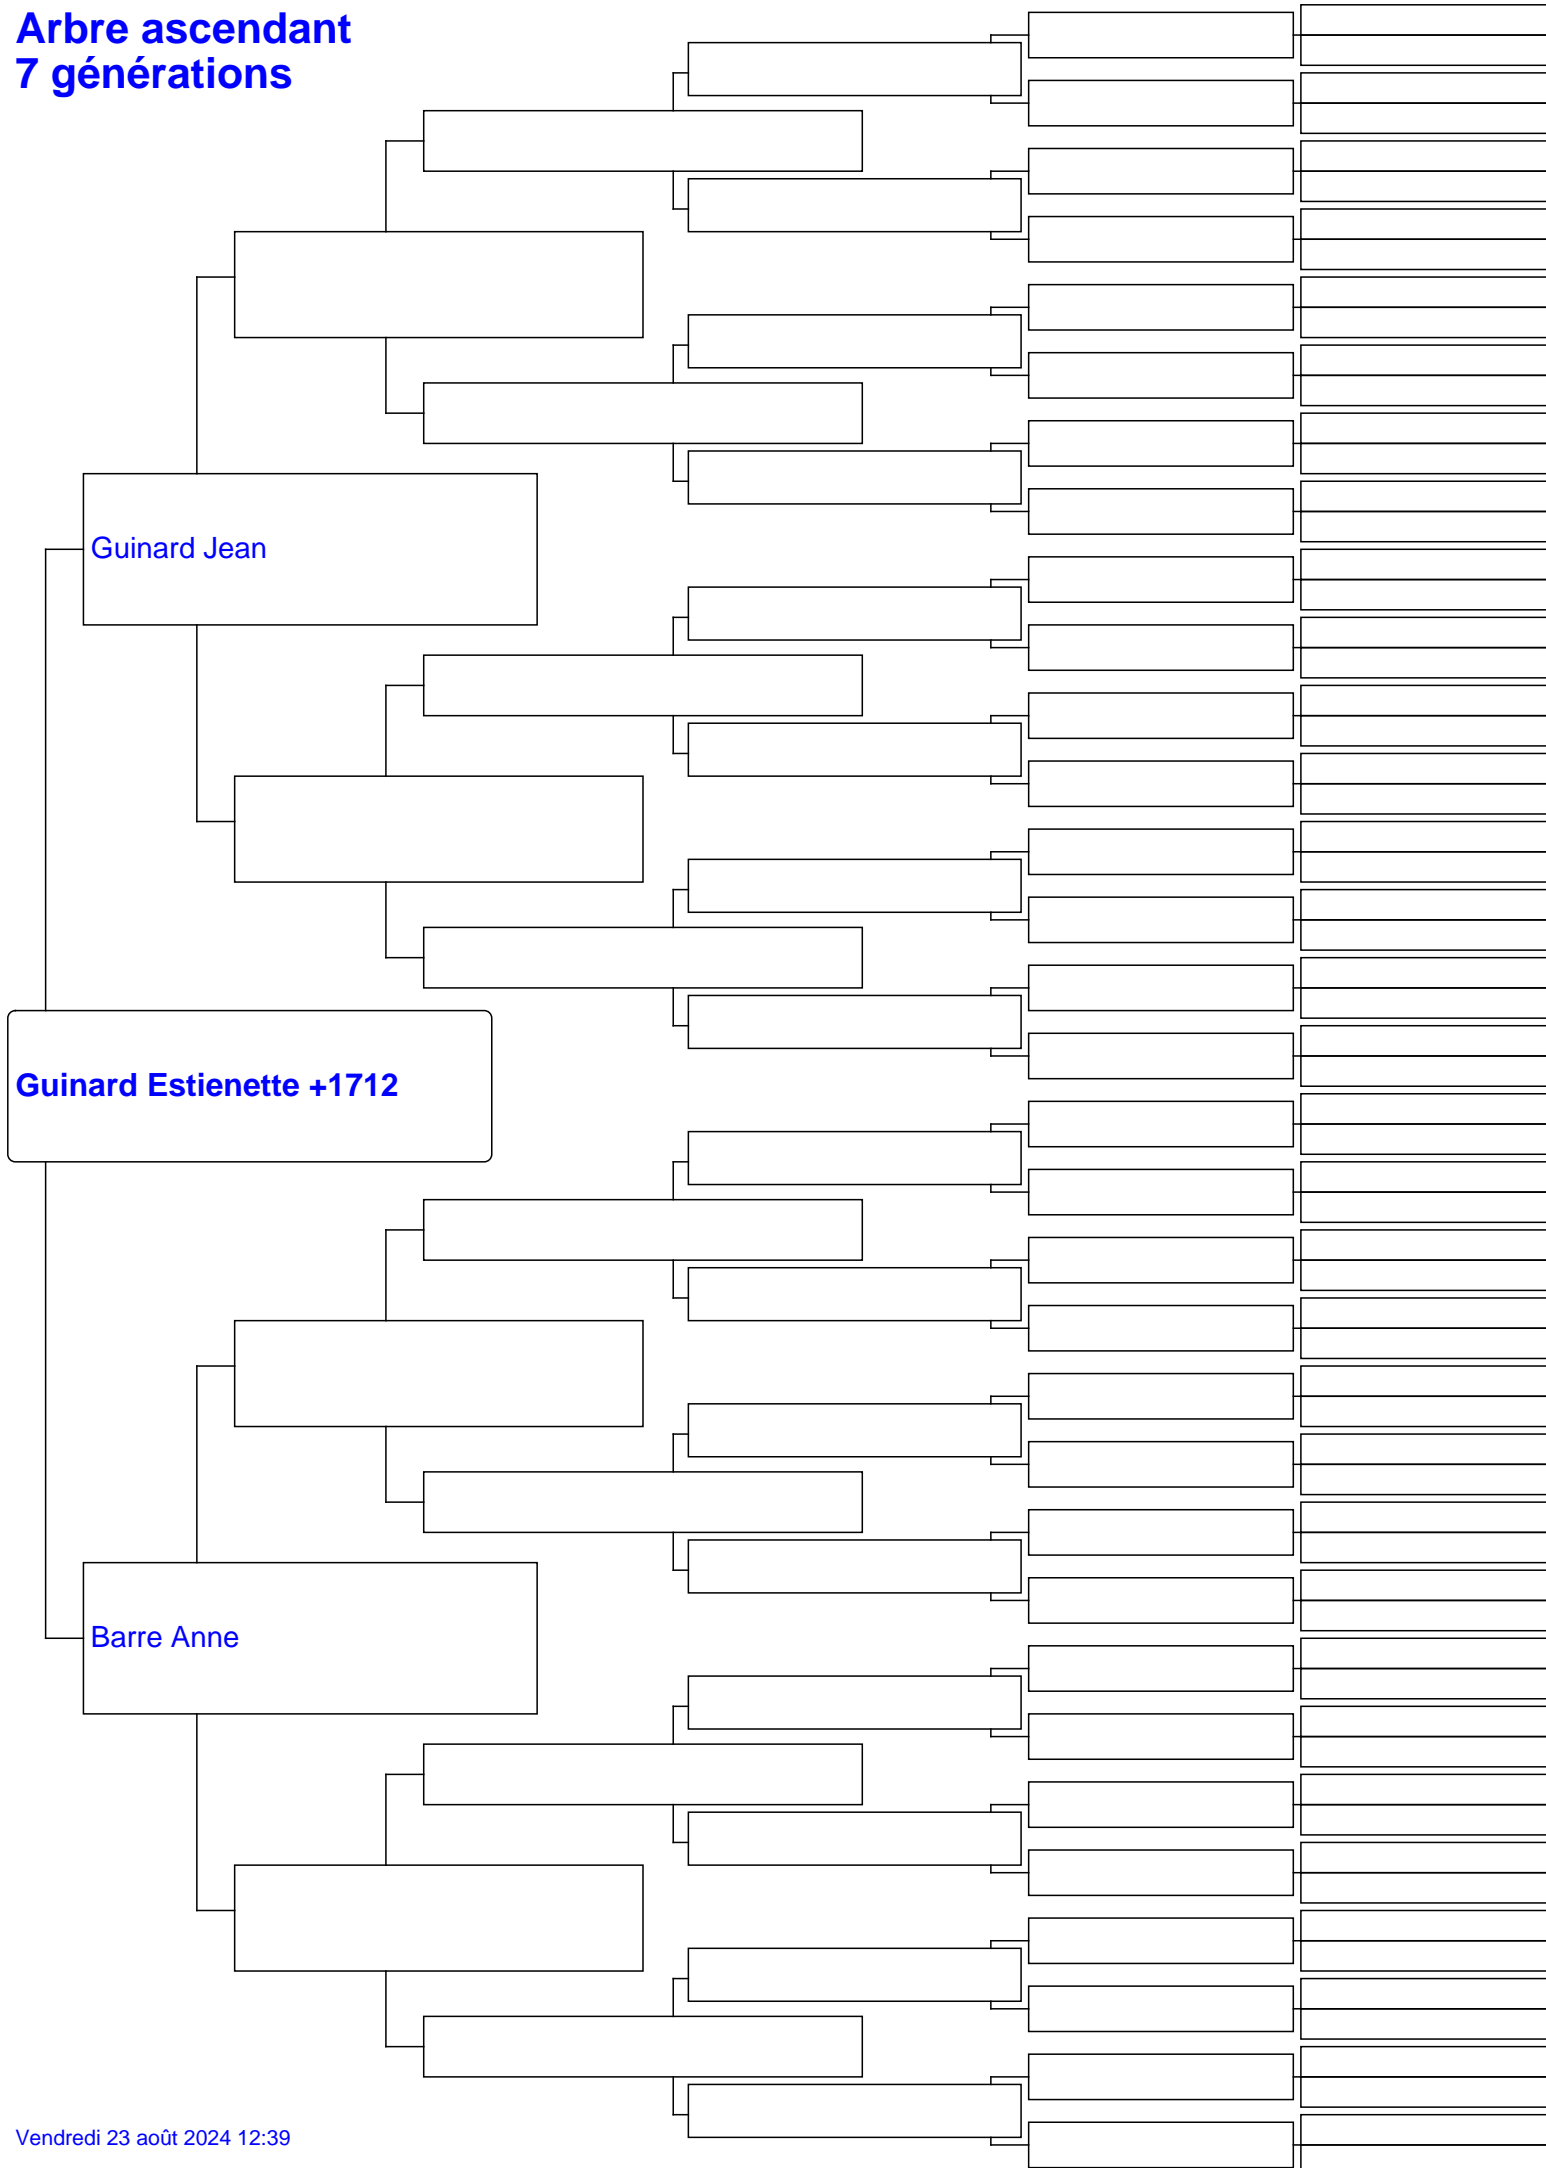 Arbre ascendant
7 générations
Guinard Jean
Guinard Estienette +1712
Barre Anne
Vendredi 23 août 2024 12:39